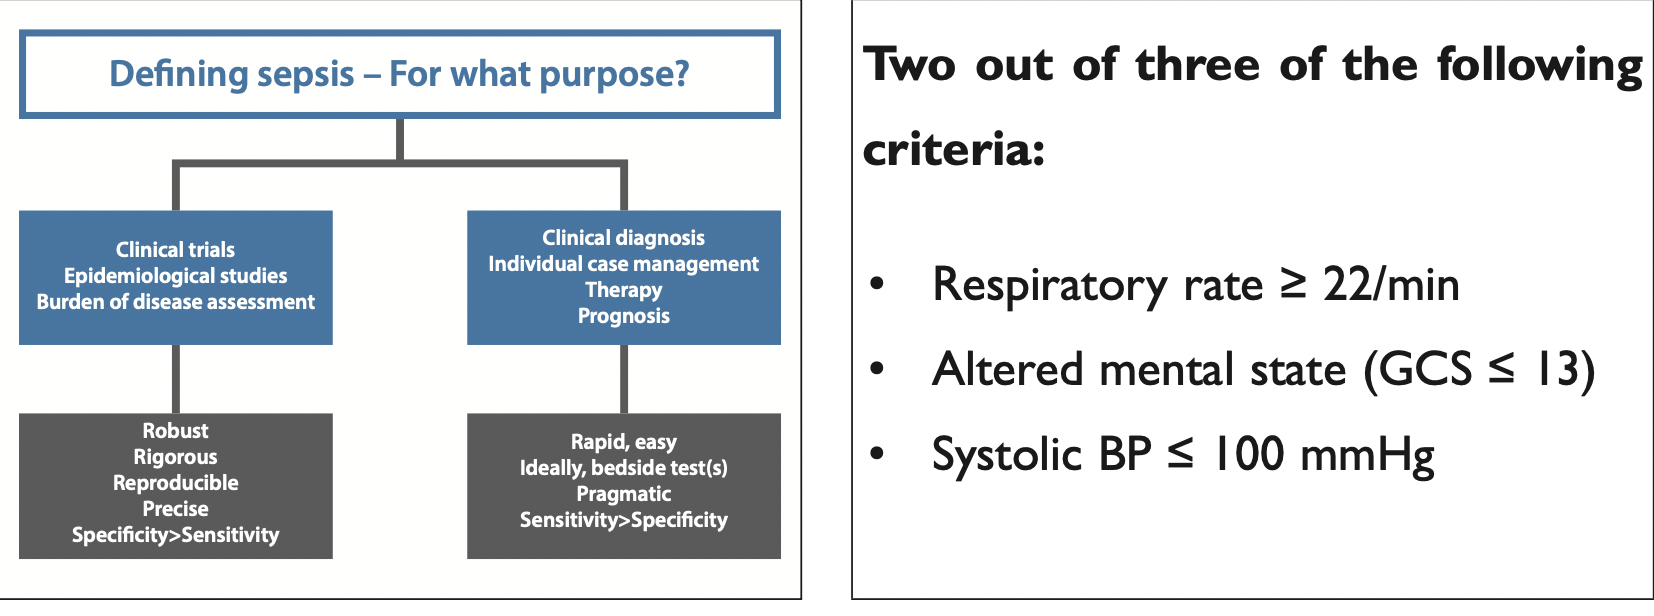 Defining sepsis – For what purpose?
Clinical trials
Epidemiological studies
Burden of disease assessment
Clinical diagnosis
Individual case management
Therapy
Prognosis
Robust
Rigorous
Reproducible
Precise
Specificity>Sensitivity
Rapid, easy
Ideally, bedside test(s)
Pragmatic
Sensitivity>Specificity
Two out of three of the following
criteria:
• Respiratory rate ≥ 22/min
• Altered mental state (GCS ≤ 13)
• Systolic BP ≤ 100 mmHg